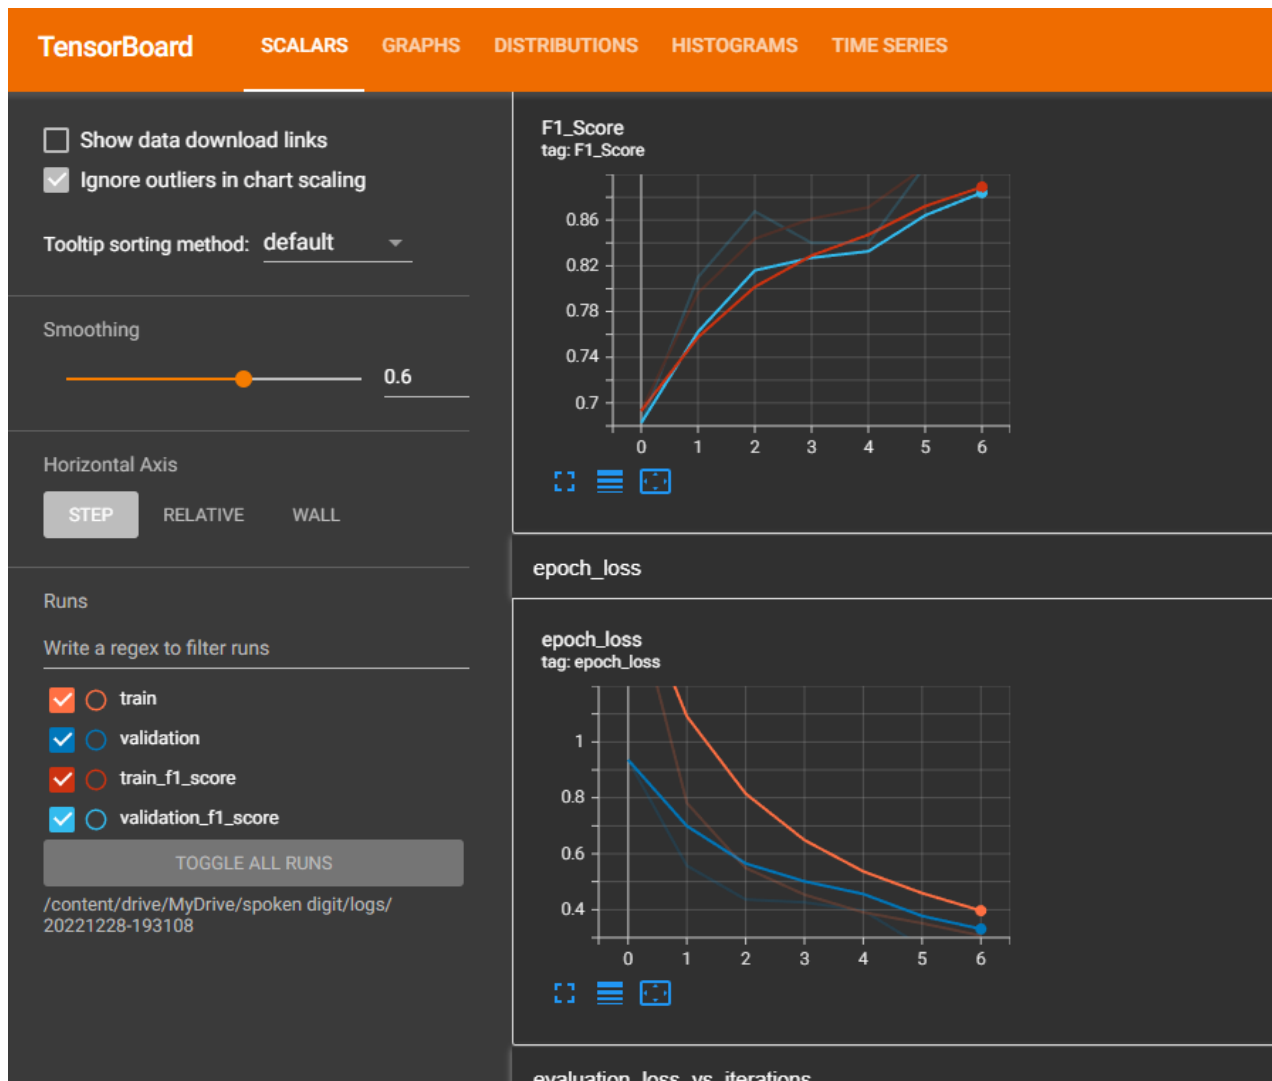 TensorBoard SCALARS GRAPHS DISTRIBUTIONS HISTOGRAMS TIME SERIES
Show data download links
Ignore outliers in chart scaling
Tooltip sorting method: default
Smoothing
0.6
Horizontal Axis
STEP RELATIVE WALL
Runs
Write a regex to filter runs
train
validation
train_f1_score
validation_f1_score
TOGGLE ALL RUNS
/content/drive/MyDrive/spoken digit/logs/
20221228-193108
F1_Score
tag: F1_Score
0.86
0.82
0.78
0.74
0.7
0 1 2 3 4 5 6
epoch_loss
epoch_loss
tag: epoch_loss
1
0.8
0.6
0.4
0 1 2 3 4 5 6
evaluation_loss_vs_iterations